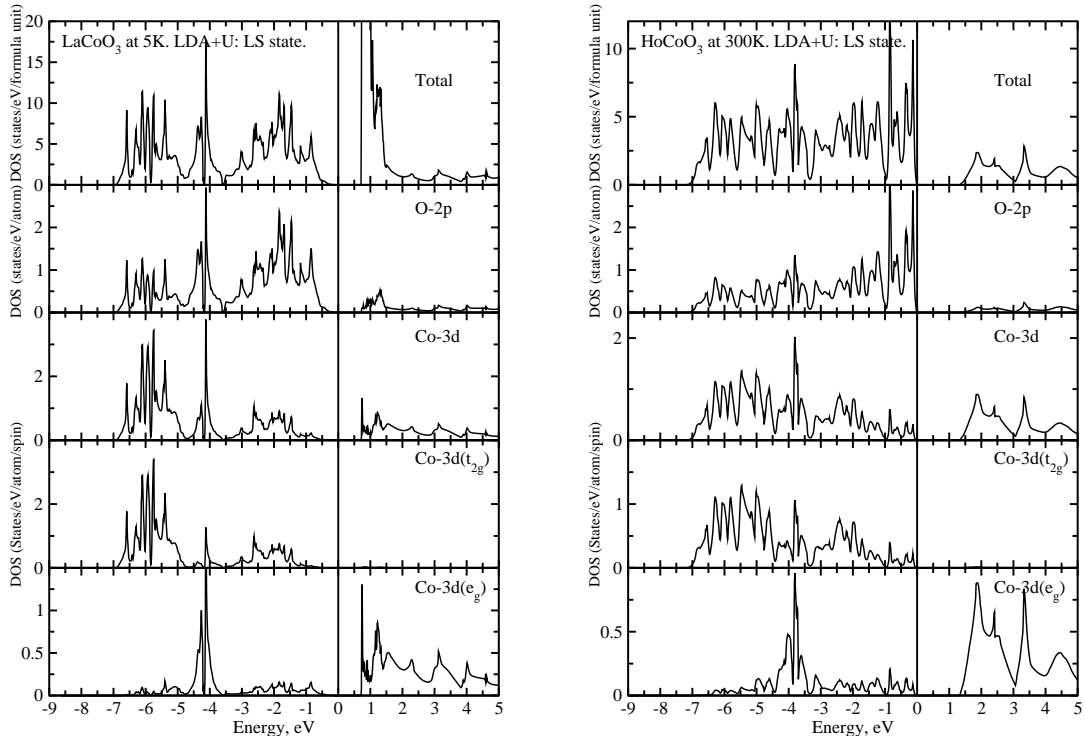 LaCoO3 at 5K. LDA+U: LS state.
Total
O-2p
Co-3d
Co-3d(t2g)
Co-3d(eg)
DOS (states/eV/formula unit)
DOS (states/eV/atom)
DOS (States/eV/atom/spin)
0
5
10
15
20
0
1
2
0
2
0
2
0
0.5
1
-9 -8 -7 -6 -5 -4 -3 -2 -1 0 1 2 3 4 5
Energy, eV
HoCoO3 at 300K. LDA+U: LS state.
Total
O-2p
Co-3d
Co-3d(t2g)
Co-3d(eg)
DOS (states/eV/formula unit)
DOS (states/eV/atom)
DOS (States/eV/atom/spin)
0
5
10
0
1
2
0
2
0
1
2
0
0.5
-9 -8 -7 -6 -5 -4 -3 -2 -1 0 1 2 3 4 5
Energy, eV